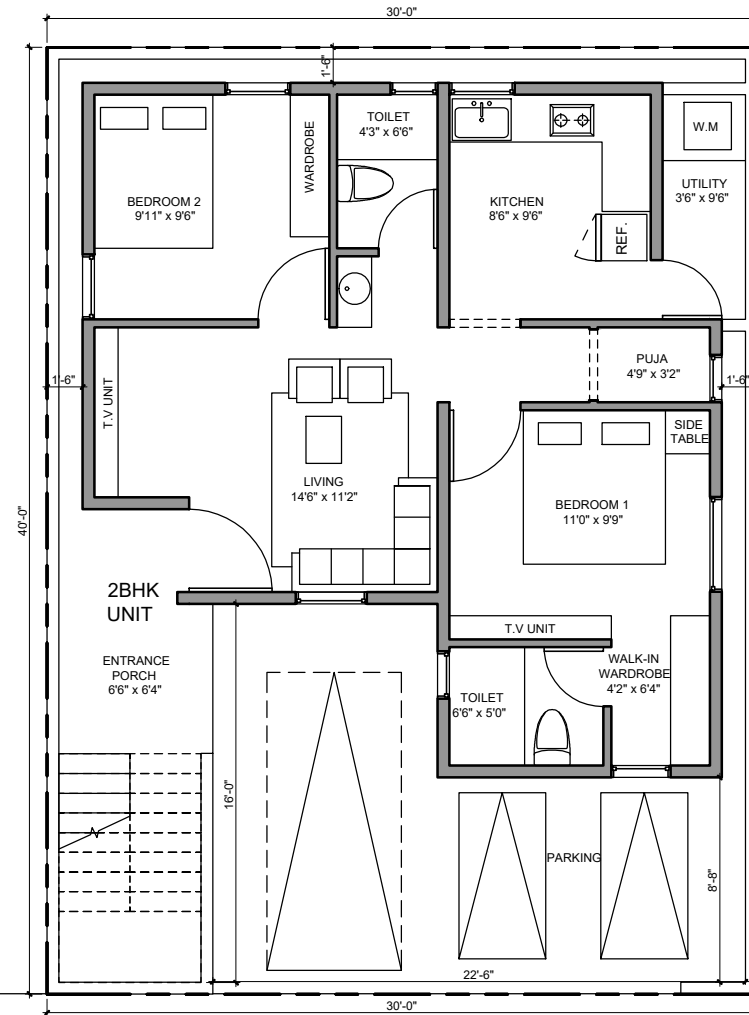 30'-0"
1'-6"
TOILET
4'3" x 6'6"
WARDROBE
W.M
BEDROOM 2
9'11" x 9'6"
KITCHEN
8'6" x 9'6"
UTILITY
3'6" x 9'6"
REF.
1'-6"
T.V UNIT
PUJA
4'9" x 3'2"
1'-6"
SIDE
TABLE
LIVING
14'6" x 11'2"
BEDROOM 1
11'0" x 9'9"
40'-0"
2BHK
UNIT
T.V UNIT
ENTRANCE
PORCH
6'6" x 6'4"
WALK-IN
WARDROBE
4'2" x 6'4"
TOILET
6'6" x 5'0"
16'-0"
PARKING
8'-8"
22'-6"
30'-0"